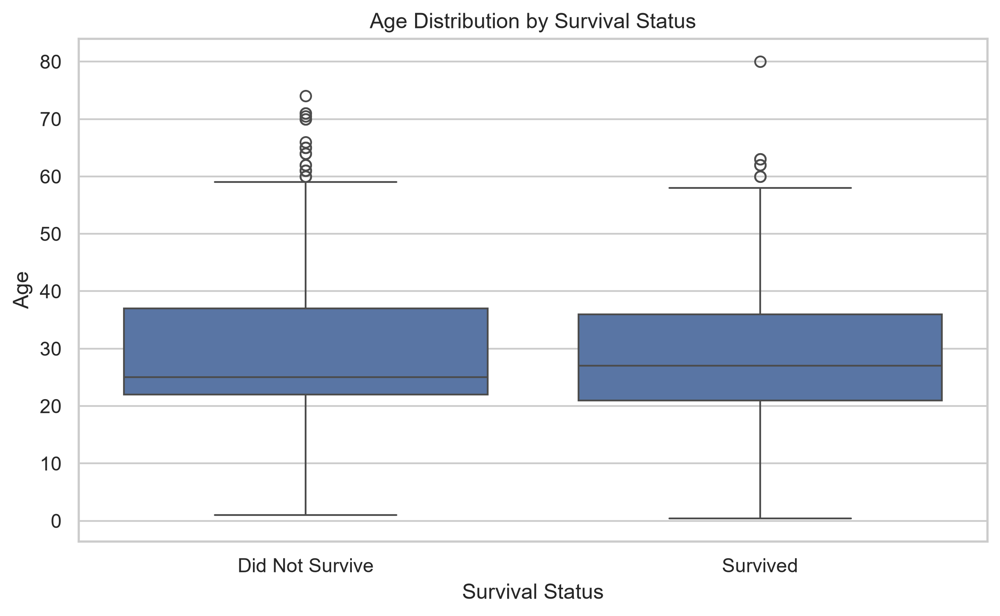 Age Distribution by Survival Status
80
70
60
50
40
30
20
10
0
Age
Did Not Survive
Survived
Survival Status